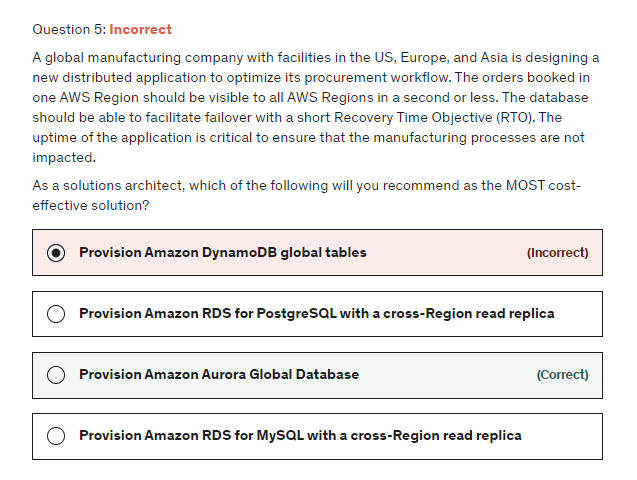 Question 5: Incorrect
A global manufacturing company with facilities in the US, Europe, and Asia is designing a
new distributed application to optimize its procurement workflow. The orders booked in
one AWS Region should be visible to all AWS Regions in a second or less. The database
should be able to facilitate failover with a short Recovery Time Objective (RTO). The
uptime of the application is critical to ensure that the manufacturing processes are not
impacted.
As a solutions architect, which of the following will you recommend as the MOST cost-
effective solution?
Provision Amazon DynamoDB global tables (Incorrect)
Provision Amazon RDS for PostgreSQL with a cross-Region read replica
Provision Amazon Aurora Global Database (Correct)
Provision Amazon RDS for MySQL with a cross-Region read replica